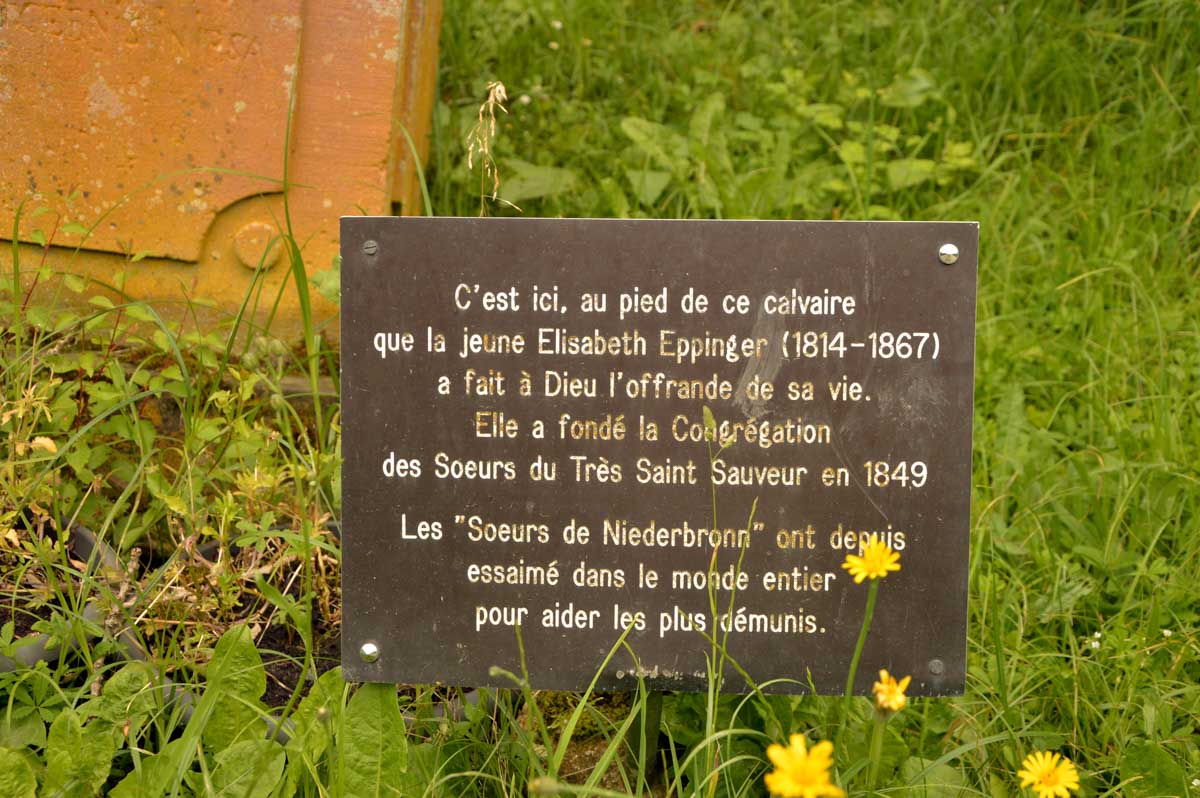 C'est ici, au pied de ce calvaire
que la jeune Elisabeth Eppinger (1814-1867)
a fait à Dieu l'offrande de sa vie.
Elle a fondé la Congrégation
des Soeurs du Très Saint Sauveur en 1849
Les "Soeurs de Niederbronn" ont depuis
essaimé dans le monde entier
pour aider les plus démunis.